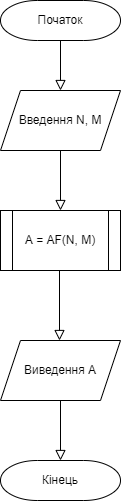 Початок
Введення N, M
A = AF(N, M)
Виведення A
Кінець